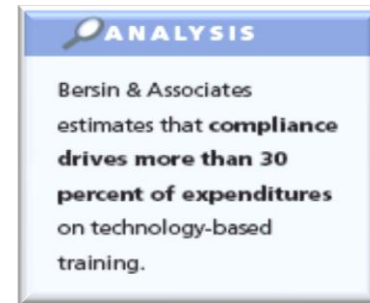 ANALYSIS
Bersin & Associates
estimates that compliance
drives more than 30
percent of expenditures
on technology-based
training.